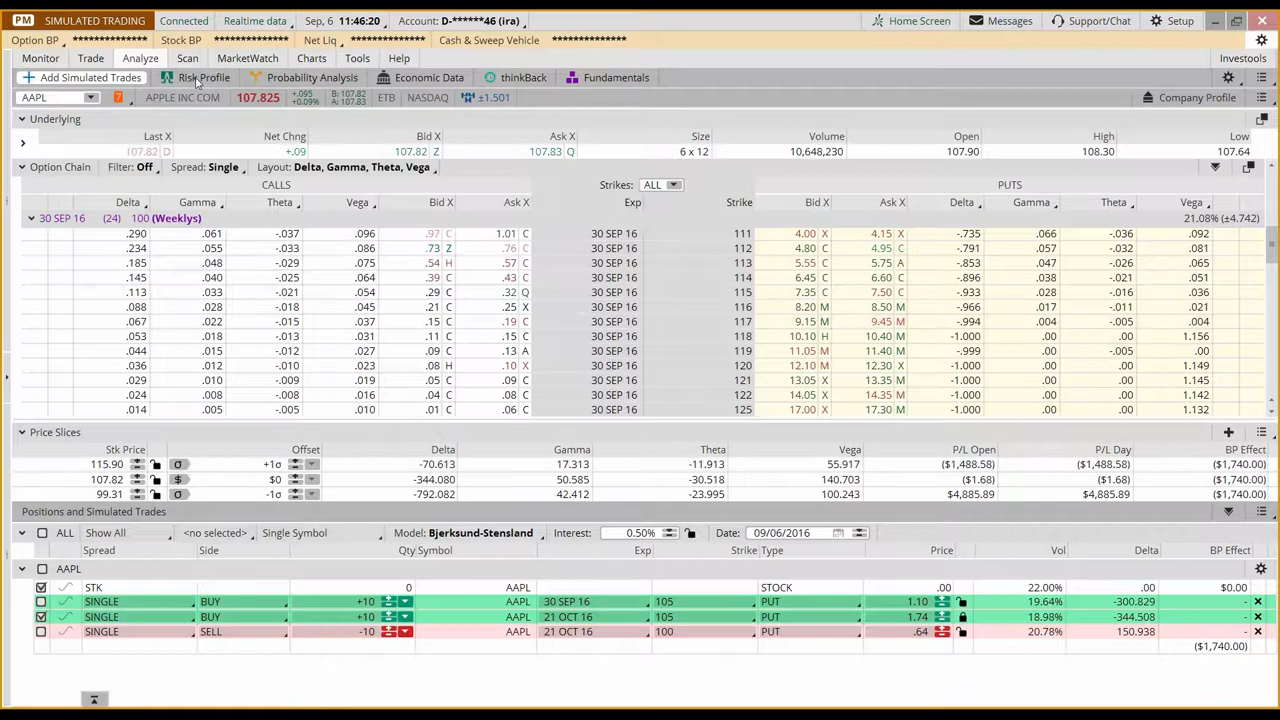 PM SIMULATED TRADING Connected Realtime data Sep, 6 11:46:20 Account: D-******46 (ira) Home Screen Messages Support/Chat Setup
Option BP ************** Stock BP ************** Net Liq ************** Cash & Sweep Vehicle **************
Monitor Trade Analyze Scan MarketWatch Charts Tools Help Investools
Add Simulated Trades Risk Profile Probability Analysis Economic Data thinkBack Fundamentals
AAPL 7 APPLE INC COM 107.825 +.095 +0.09% B: 107.82 A: 107.83 ETB NASDAQ ±1.501 Company Profile
Underlying
Last X Net Chng Bid X Ask X Size Volume Open High Low
107.82 D +.09 107.82 Z 107.83 Q 6 x 12 10,648,230 107.90 108.30 107.64
Option Chain Filter: Off Spread: Single Layout: Delta, Gamma, Theta, Vega
CALLS Strikes: ALL PUTS
Delta Gamma Theta Vega Bid X Ask X Exp Strike Bid X Ask X Delta Gamma Theta Vega
30 SEP 16 (24) 100 (Weeklys) 21.08% (±4.742)
.290 .061 -.037 .096 .97 C 1.01 C 30 SEP 16 111 4.00 X 4.15 X -.735 .066 -.036 .092
.234 .055 -.033 .086 .73 Z .76 C 30 SEP 16 112 4.80 X 4.95 C -.791 .057 -.032 .081
.185 .048 -.029 .075 .54 H .57 C 30 SEP 16 113 5.55 X 5.75 A -.853 .047 -.026 .065
.145 .040 -.025 .064 .39 C .43 C 30 SEP 16 114 6.45 X 6.60 C -.896 .038 -.021 .051
.113 .033 -.021 .054 .29 C .32 Q 30 SEP 16 115 7.35 X 7.50 C -.933 .028 -.016 .036
.088 .028 -.018 .045 .21 C .25 X 30 SEP 16 116 8.20 M 8.50 M -.966 .017 -.011 .021
.067 .022 -.015 .037 .15 C .19 C 30 SEP 16 117 9.15 M 9.45 M -.994 .004 -.005 .004
.053 .018 -.013 .031 .11 C .15 C 30 SEP 16 118 10.10 H 10.40 M -1.000 .00 .00 1.156
.044 .015 -.012 .027 .09 C .13 A 30 SEP 16 119 11.05 M 11.40 M -.999 .00 -.005 .00
.036 .012 -.010 .023 .08 H .10 X 30 SEP 16 120 12.10 M 12.30 X -1.000 .00 .00 1.149
.029 .010 -.009 .019 .05 C .09 C 30 SEP 16 121 13.05 X 13.35 M -1.000 .00 .00 1.145
.024 .008 -.008 .016 .04 C .08 C 30 SEP 16 122 14.05 X 14.35 M -1.000 .00 .00 1.142
.014 .005 -.005 .010 .01 C .06 C 30 SEP 16 125 17.00 X 17.30 M -1.000 .00 .00 1.132
Price Slices
Stk Price Offset Delta Gamma Theta Vega P/L Open P/L Day BP Effect
115.90 σ +1σ -70.613 17.313 -11.913 55.917 ($1,488.58) ($1,488.58) ($1,740.00)
107.82 $ $0 -344.080 50.585 -30.518 140.703 ($1.68) ($1.68) ($1,740.00)
99.31 σ -1σ -792.082 42.412 -23.995 100.243 $4,885.89 $4,885.89 ($1,740.00)
Positions and Simulated Trades
ALL Show All <no selected> Single Symbol Model: Bjerksund-Stensland Interest: 0.50% Date: 09/06/2016
Spread Side Qty Symbol Exp Strike Type Price Vol Delta BP Effect
AAPL
STK 0 AAPL STOCK .00 22.00% .00 $0.00
SINGLE BUY +10 AAPL 30 SEP 16 105 PUT 1.10 19.64% -300.829 -
SINGLE BUY +10 AAPL 21 OCT 16 105 PUT 1.74 18.98% -344.508 -
SINGLE SELL -10 AAPL 21 OCT 16 100 PUT .64 20.78% 150.938 -
($1,740.00)